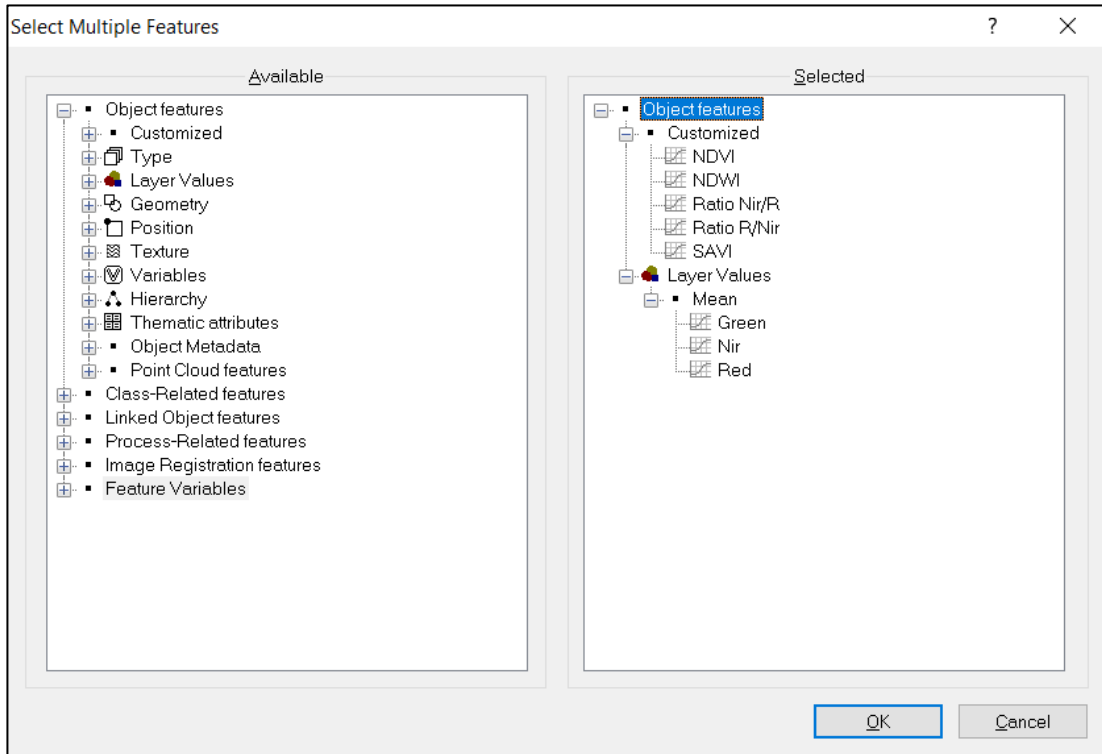 Select Multiple Features
?
Available
Object features
Customized
Type
Layer Values
Geometry
Position
Texture
Variables
Hierarchy
Thematic attributes
Object Metadata
Point Cloud features
Class-Related features
Linked Object features
Process-Related features
Image Registration features
Feature Variables
Selected
Object features
Customized
NDVI
NDWI
Ratio Nir/R
Ratio R/Nir
SAVI
Layer Values
Mean
Green
Nir
Red
OK
Cancel